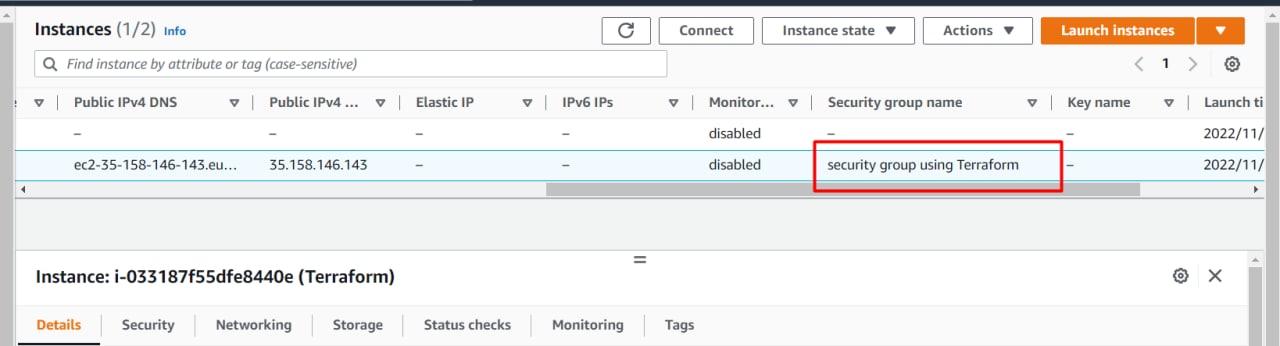 Instances (1/2) Info Connect Instance state Actions Launch instances
Find instance by attribute or tag (case-sensitive) 1
Public IPv4 DNS Public IPv4 ... Elastic IP IPv6 IPs Monitor... Security group name Key name Launch ti
– – – – disabled – – 2022/11/
ec2-35-158-146-143.eu... 35.158.146.143 – – disabled security group using Terraform – 2022/11/
Instance: i-033187f55dfe8440e (Terraform)
Details Security Networking Storage Status checks Monitoring Tags